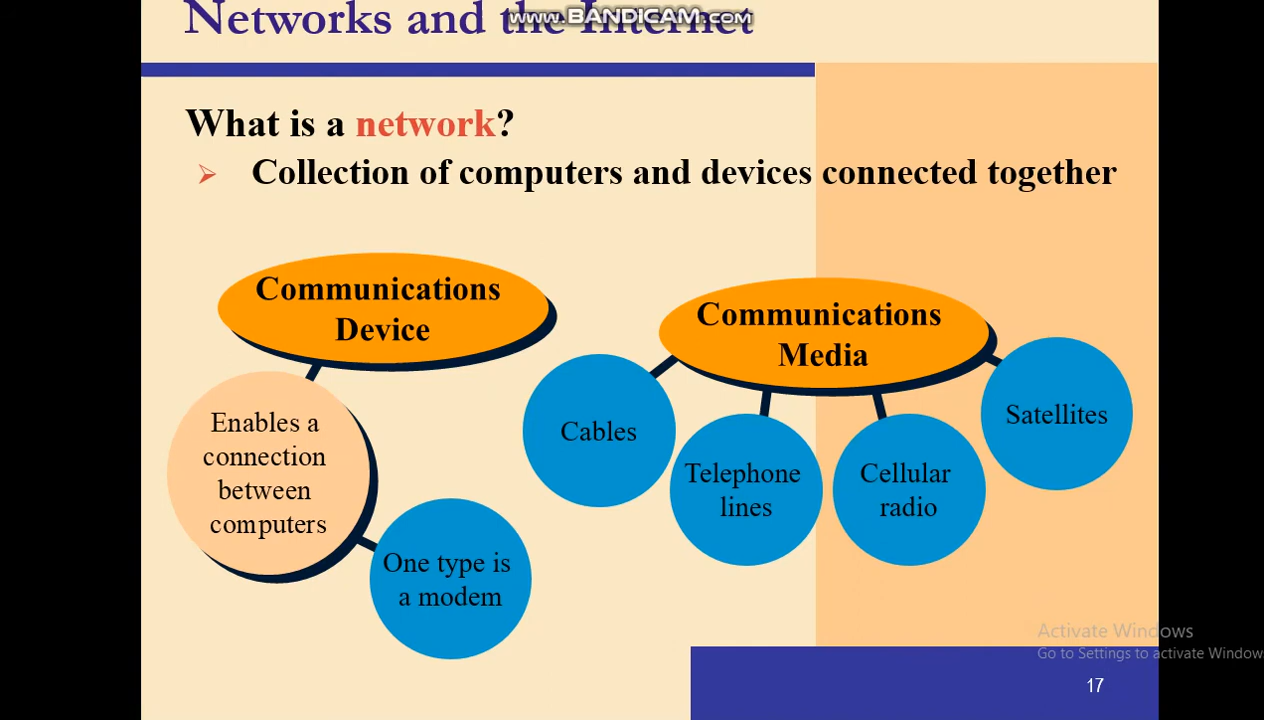 Networks and the Internet
www.BANDICAM.com
What is a network?
Collection of computers and devices connected together
Communications
Device
Communications
Media
Enables a
connection
between
computers
One type is
a modem
Cables
Telephone
lines
Cellular
radio
Satellites
Activate Windows
Go to Settings to activate Window
17